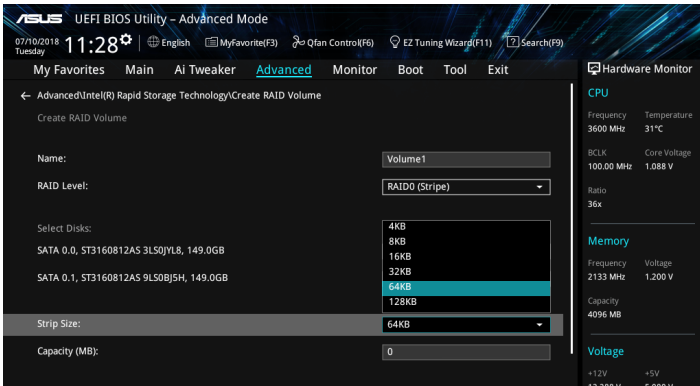 ASUS UEFI BIOS Utility – Advanced Mode
07/10/2018 Tuesday 11:28 English MyFavorite(F3) Qfan Control(F6) EZ Tuning Wizard(F11) Search(F9)
My Favorites Main Ai Tweaker Advanced Monitor Boot Tool Exit
Hardware Monitor
Advanced\Intel(R) Rapid Storage Technology\Create RAID Volume
Create RAID Volume
Name: Volume1
RAID Level: RAID0 (Stripe)
Select Disks:
SATA 0.0, ST3160812AS 3LS0JYL8, 149.0GB
SATA 0.1, ST3160812AS 9LS0BJ5H, 149.0GB
4KB
8KB
16KB
32KB
64KB
128KB
Strip Size: 64KB
Capacity (MB): 0
CPU
Frequency Temperature
3600 MHz 31°C
BCLK Core Voltage
100.00 MHz 1.088 V
Ratio
36x
Memory
Frequency Voltage
2133 MHz 1.200 V
Capacity
4096 MB
Voltage
+12V +5V